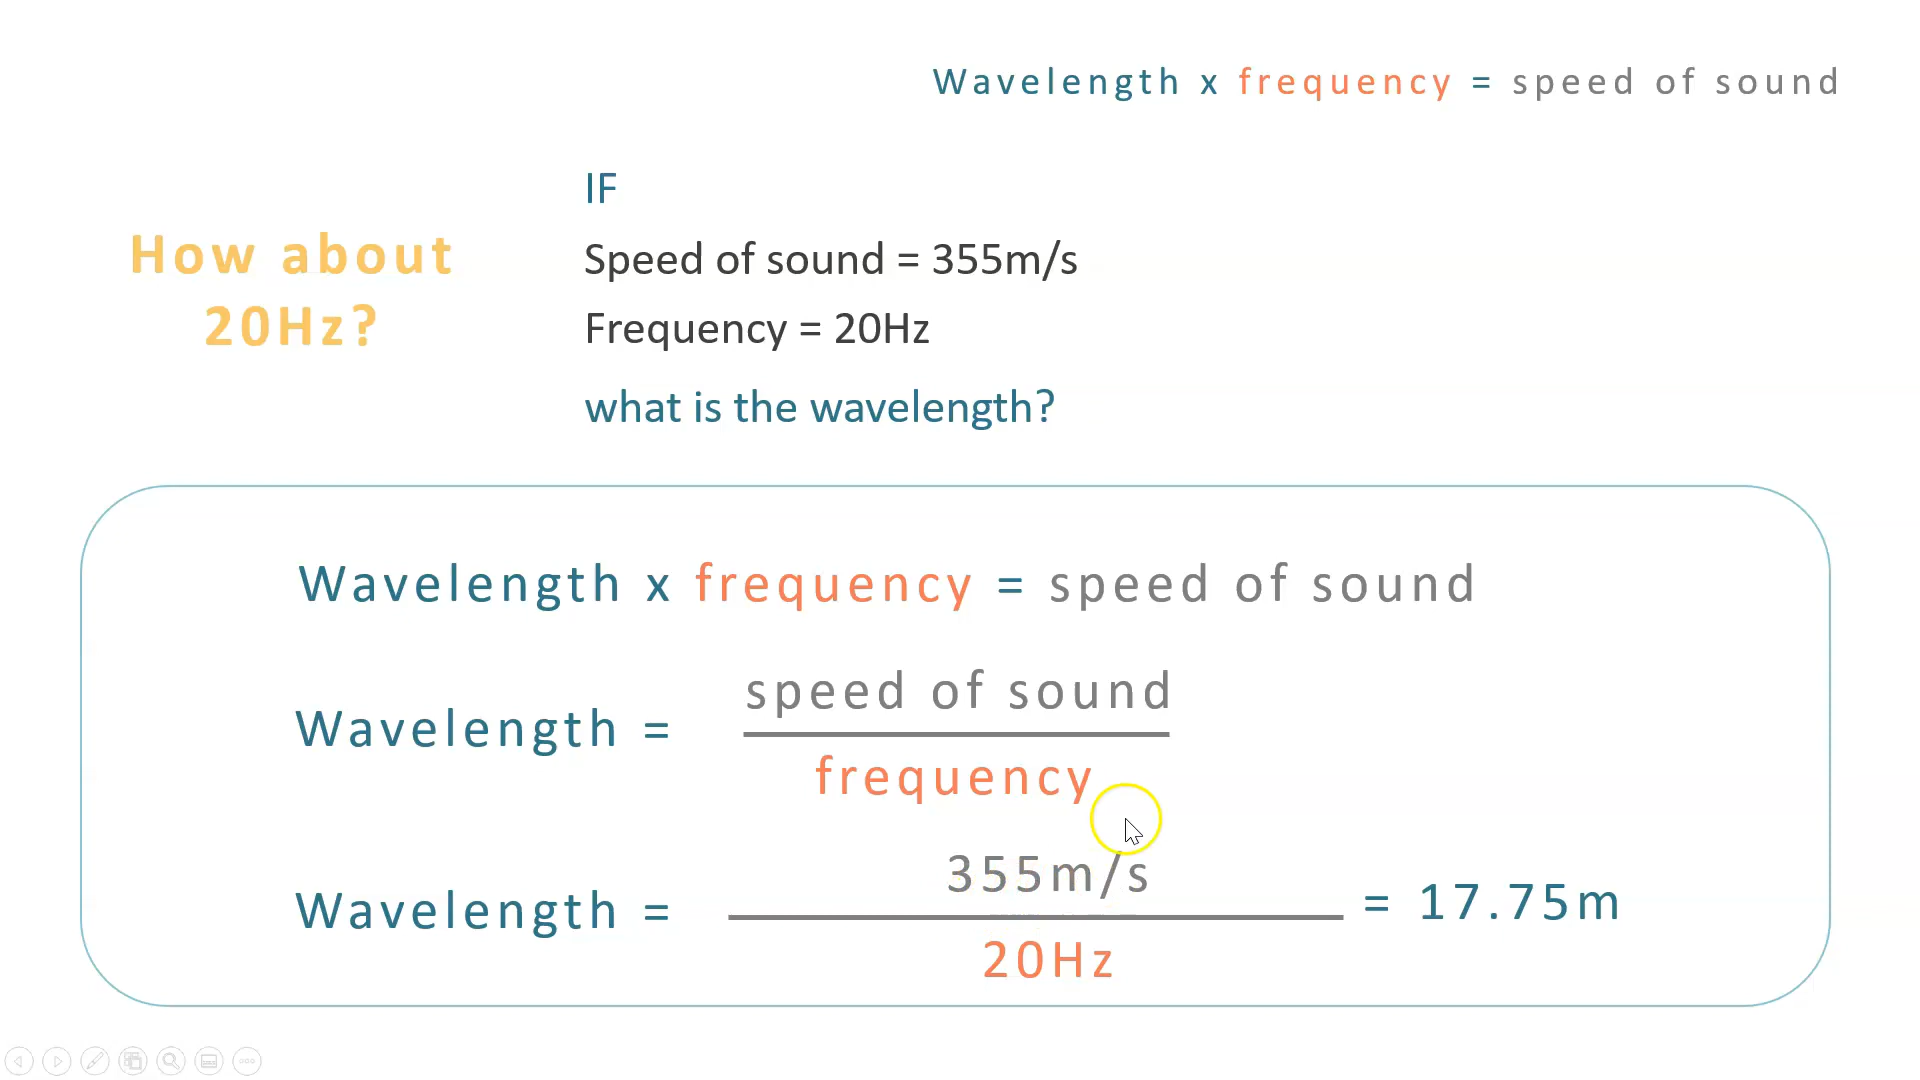 Wavelength x frequency = speed of sound
How about
20Hz?
IF
Speed of sound = 355m/s
Frequency = 20Hz
what is the wavelength?
Wavelength x frequency = speed of sound
Wavelength = speed of sound
frequency
Wavelength = 355m/s = 17.75m
20Hz